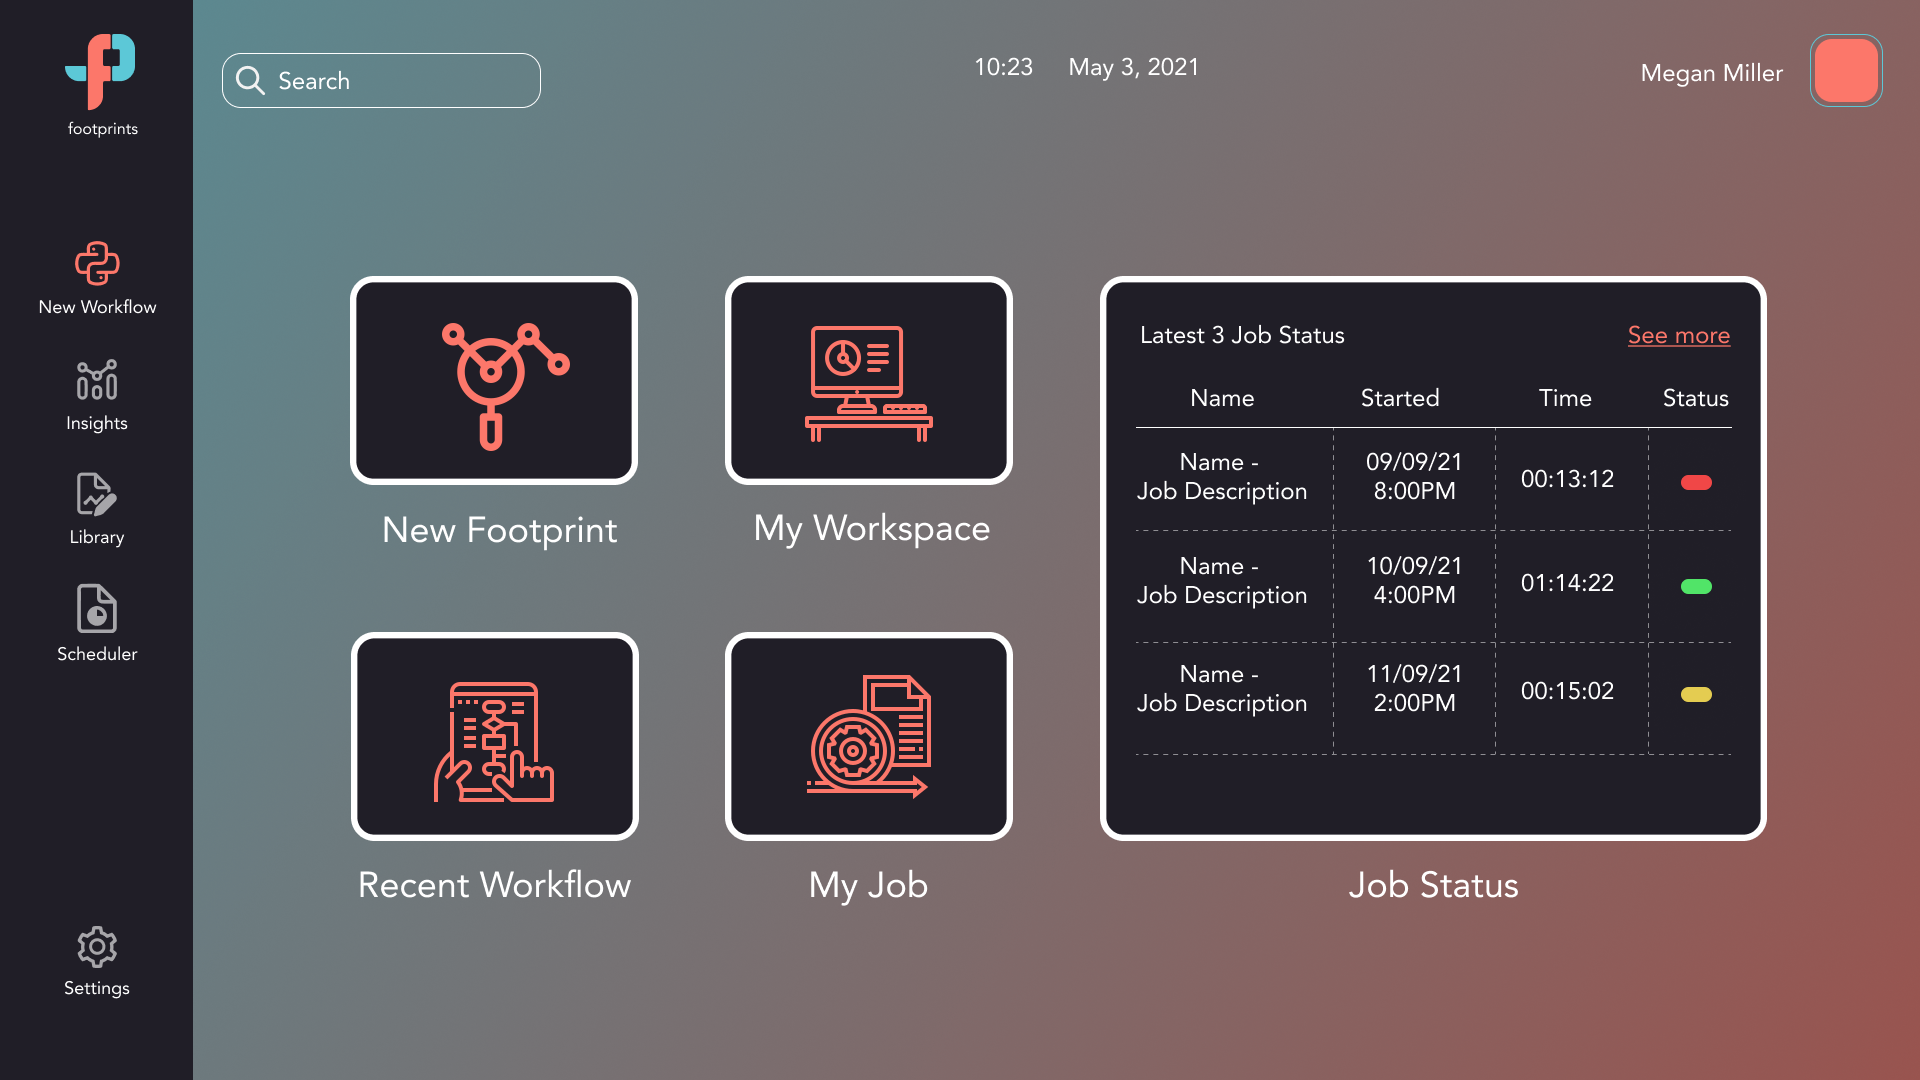 footprints
Search
10:23 May 3, 2021
Megan Miller
New Workflow
Insights
Library
Scheduler
Settings
New Footprint
My Workspace
Recent Workflow
My Job
Latest 3 Job Status
See more
Name Started Time Status
Name -
Job Description
09/09/21
8:00PM
00:13:12
Name -
Job Description
10/09/21
4:00PM
01:14:22
Name -
Job Description
11/09/21
2:00PM
00:15:02
Job Status